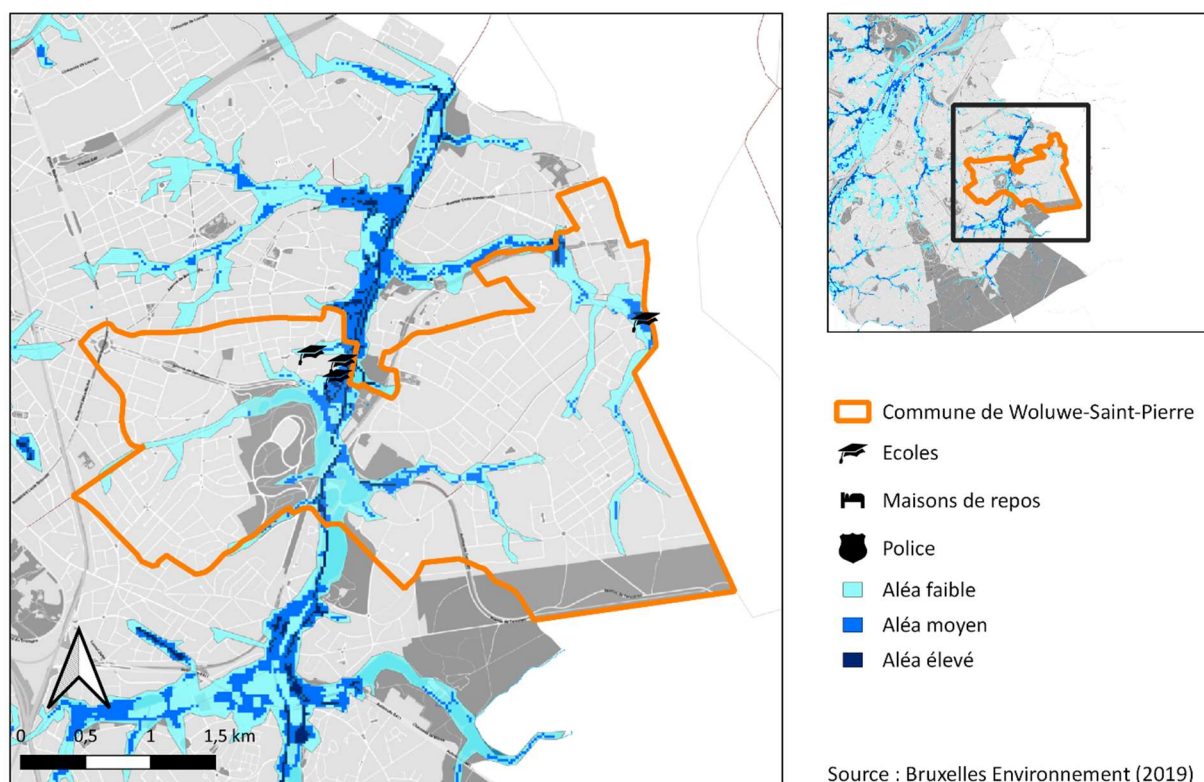 0 0,5 1 1,5 km
Commune de Woluwe-Saint-Pierre
Ecoles
Maisons de repos
Police
Aléa faible
Aléa moyen
Aléa élevé
Source : Bruxelles Environnement (2019)